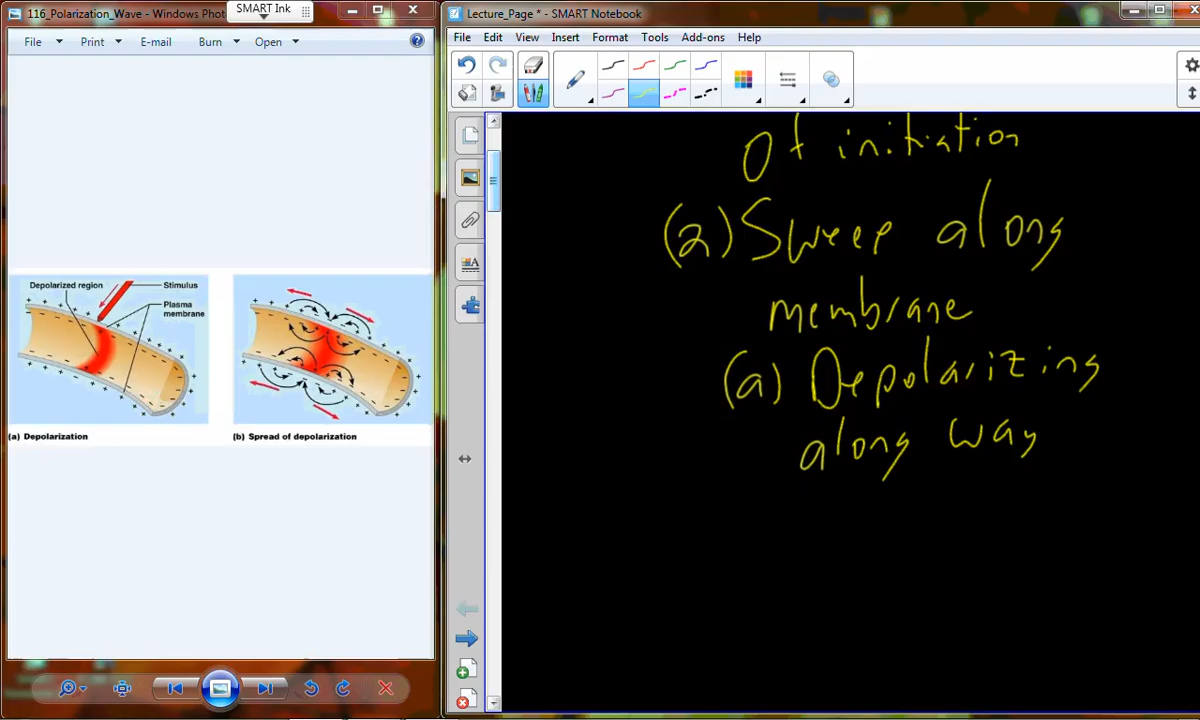 116_Polarization_Wave - Windows Phot
SMART Ink
File Print E-mail Burn Open
Depolarized region
Stimulus
Plasma
membrane
(a) Depolarization
(b) Spread of depolarization
Lecture_Page * - SMART Notebook
File Edit View Insert Format Tools Add-ons Help
Of initiation
(2) Sweep along
membrane
(a) Depolarizing
along way